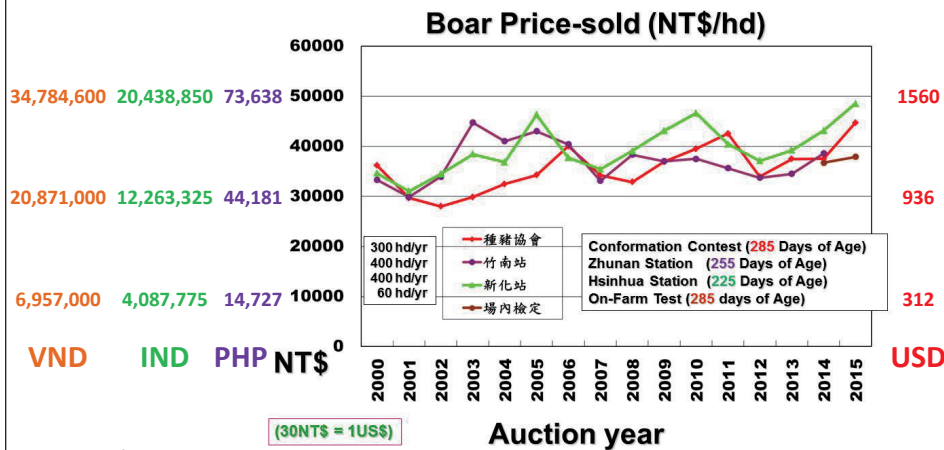 Boar Price-sold (NT$/hd)
60000
34,784,600 20,438,850 73,638 50000 1560
40000
20,871,000 12,263,325 44,181 30000 936
20000
6,957,000 4,087,775 14,727 10000 312
0
VND IND PHP NT$ USD
300 hd/yr
400 hd/yr
400 hd/yr
60 hd/yr
種豬協會
竹南站
新化站
場內檢定
Conformation Contest (285 Days of Age)
Zhunan Station (255 Days of Age)
Hsinhua Station (225 Days of Age)
On-Farm Test (285 days of Age)
2000 2001 2002 2003 2004 2005 2006 2007 2008 2009 2010 2011 2012 2013 2014 2015
(30NT$ = 1US$)
Auction year